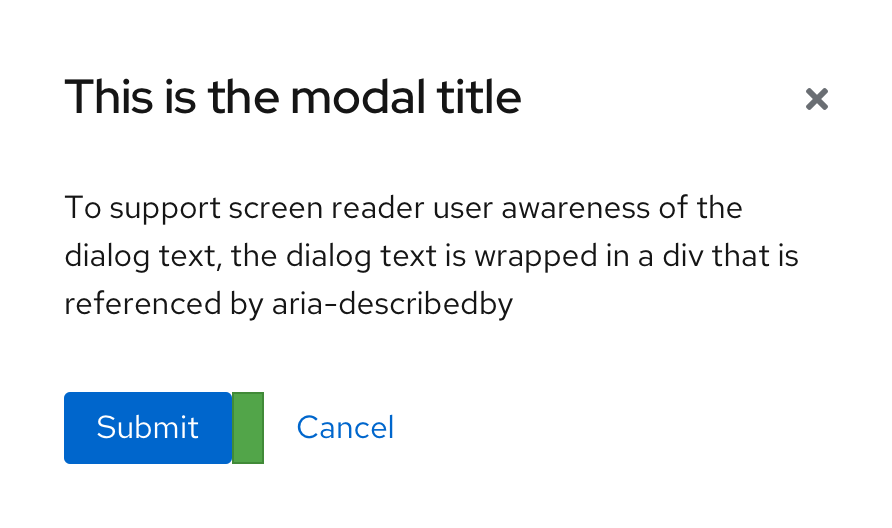 This is the modal title
To support screen reader user awareness of the
dialog text, the dialog text is wrapped in a div that is
referenced by aria-describedby
Submit Cancel